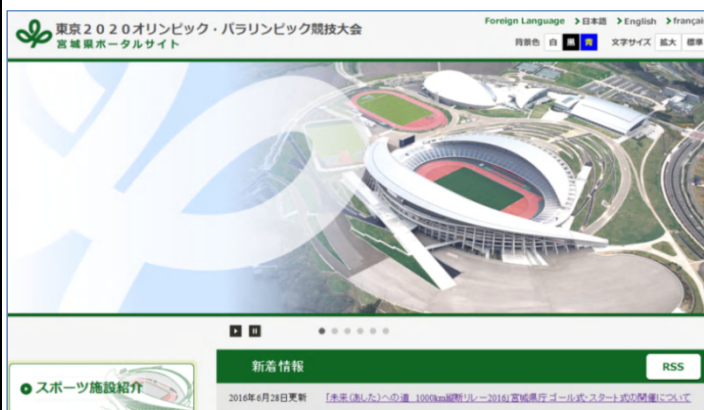 東京2020オリンピック・パラリンピック競技大会
宮城県ポータルサイト
Foreign Language 日本語 English françai
背景色 白 黒 青 文字サイズ 拡大 標準
新着情報 RSS
スポーツ施設紹介
2016年6月28日更新 「未来(あした)への道 1000km縦断リレー2016」宮城県庁ゴール式・スタート式の開催について